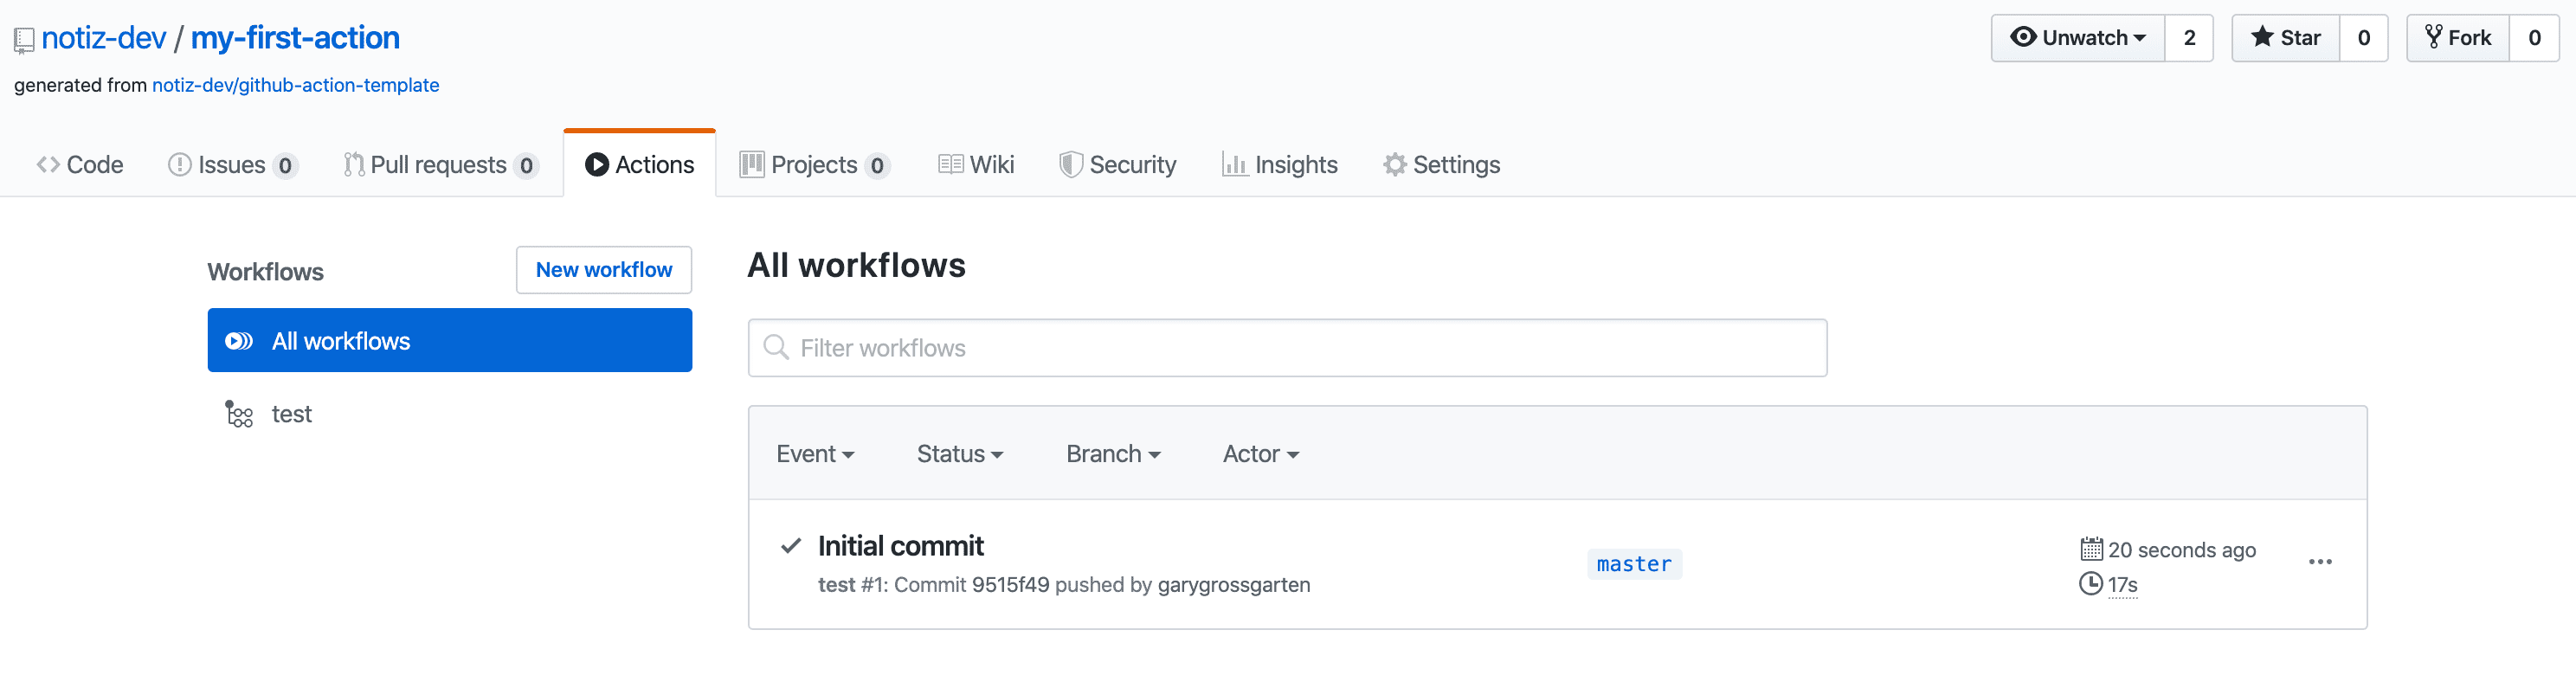 notiz-dev / my-first-action
Unwatch 2 Star 0 Fork 0
generated from notiz-dev/github-action-template
Code Issues 0 Pull requests 0 Actions Projects 0 Wiki Security Insights Settings
Workflows New workflow
All workflows
test
All workflows
Filter workflows
Event Status Branch Actor
Initial commit
test #1: Commit 9515f49 pushed by garygrossgarten
master
20 seconds ago
17s